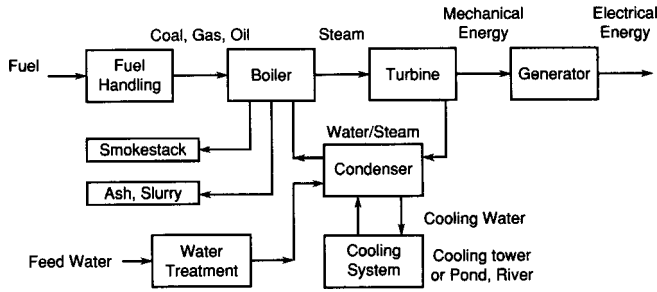 Coal, Gas, Oil
Steam
Mechanical
Energy
Electrical
Energy
Fuel
Fuel
Handling
Boiler
Turbine
Generator
Smokestack
Water/Steam
Condenser
Ash, Slurry
Cooling Water
Feed Water
Water
Treatment
Cooling
System
Cooling tower
or Pond, River